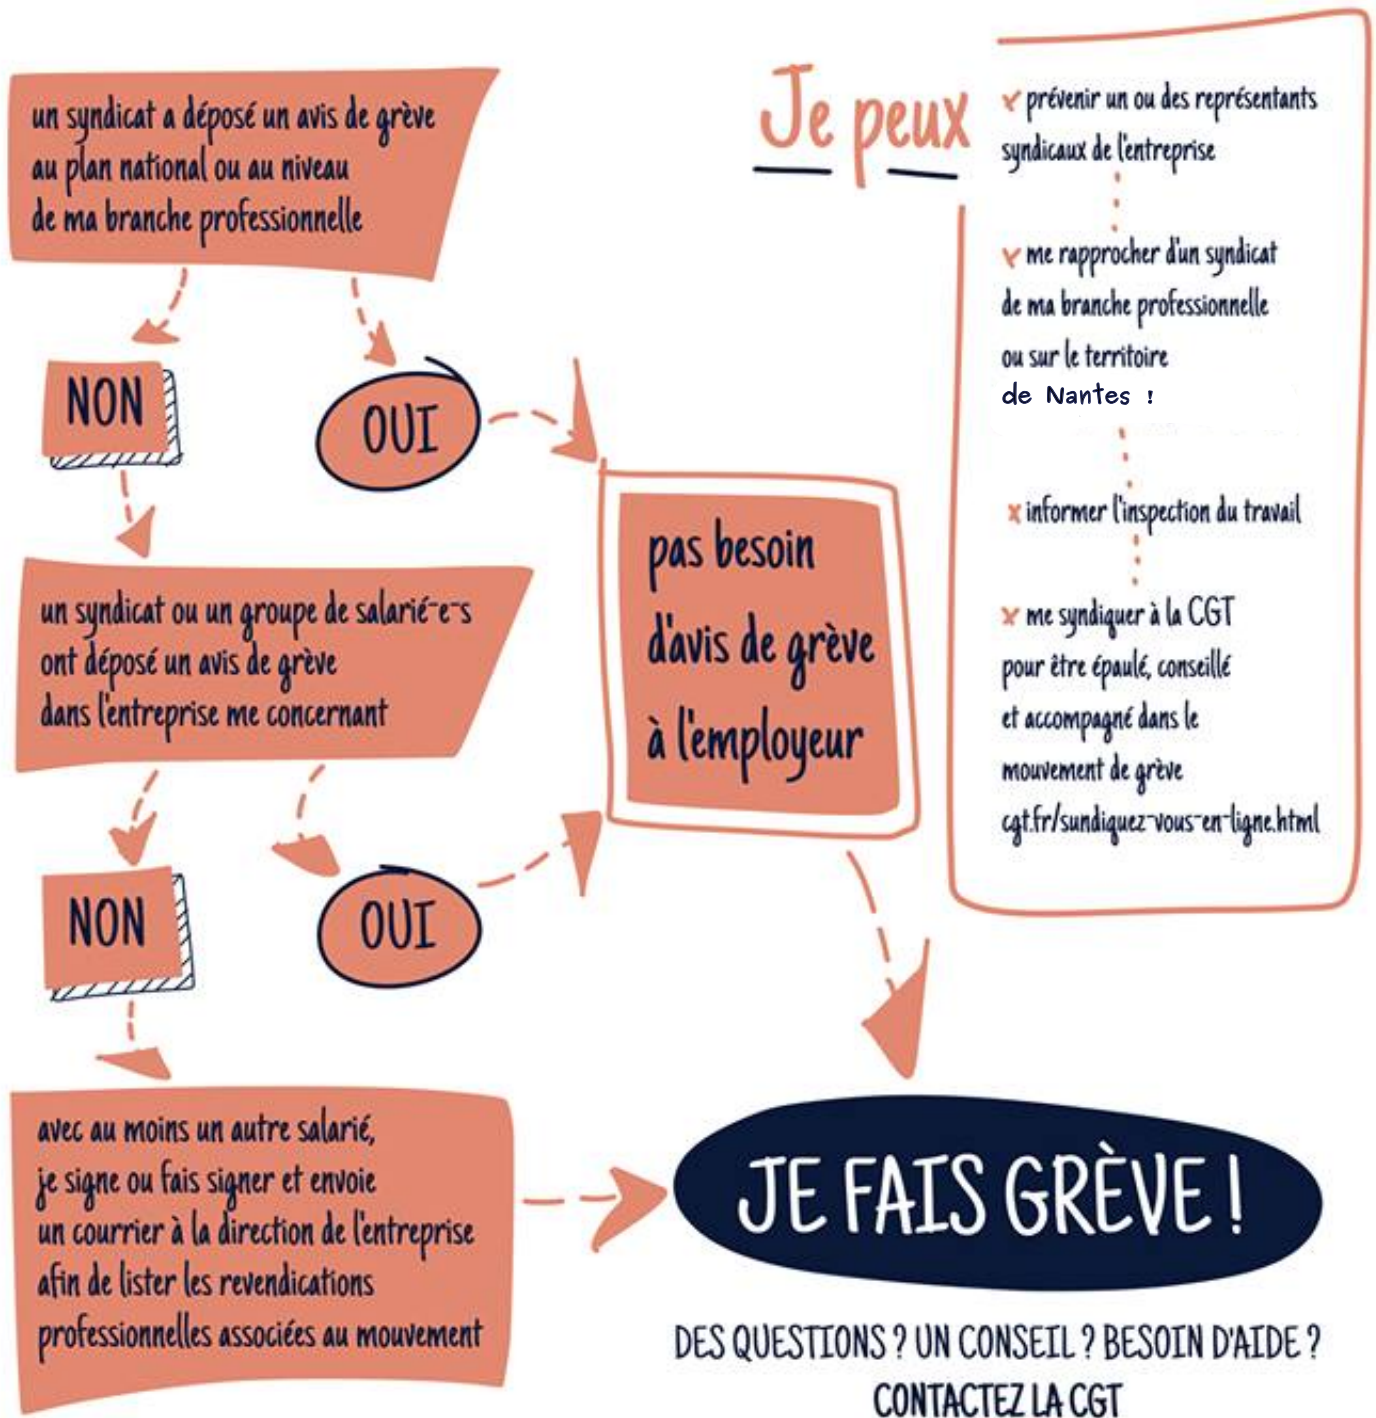 un syndicat a déposé un avis de grève
au plan national ou au niveau
de ma branche professionnelle
NON
OUI
un syndicat ou un groupe de salarié-e-s
ont déposé un avis de grève
dans l'entreprise me concernant
NON
OUI
pas besoin
d'avis de grève
à l'employeur
avec au moins un autre salarié,
je signe ou fais signer et envoie
un courrier à la direction de l'entreprise
afin de lister les revendications
professionnelles associées au mouvement
JE FAIS GRÈVE !
Je peux
x prévenir un ou des représentants
syndicaux de l'entreprise
x me rapprocher d'un syndicat
de ma branche professionnelle
ou sur le territoire
de Nantes !
x informer l'inspection du travail
x me syndiquer à la CGT
pour être épaulé, conseillé
et accompagné dans le
mouvement de grève
cgt.fr/sundiquez-vous-en-ligne.html
DES QUESTIONS ? UN CONSEIL ? BESOIN D'AIDE ?
CONTACTEZ LA CGT